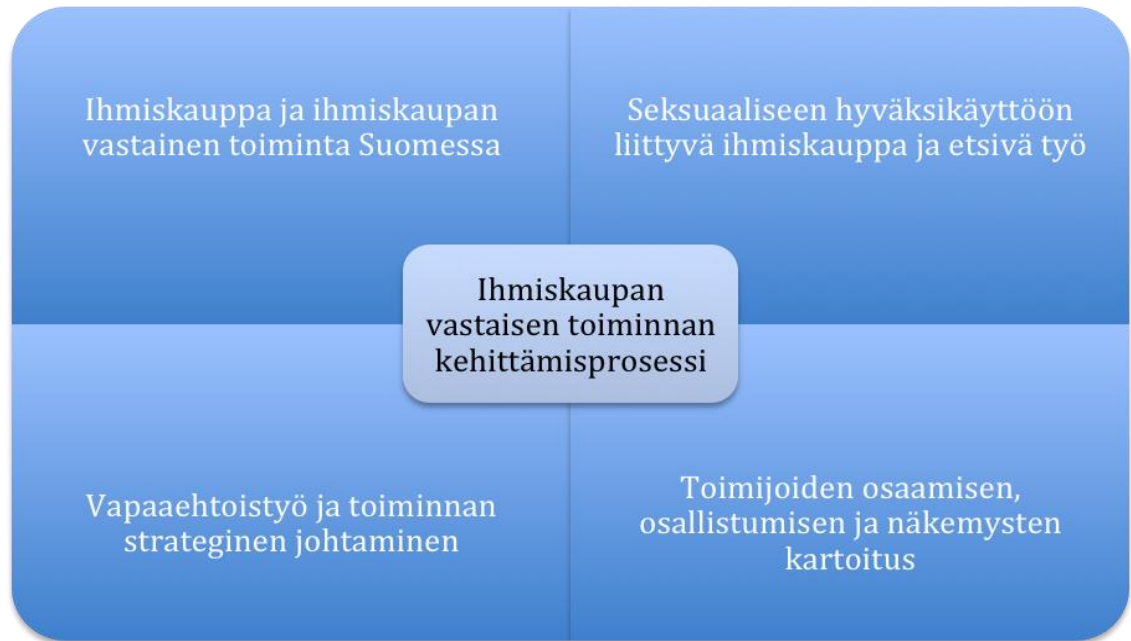 Ihmiskauppa ja ihmiskaupan
vastainen toiminta Suomessa
Seksuaaliseen hyväksikäyttöön
liittyvä ihmiskauppa ja etsivä työ
Ihmiskaupan
vastaisen toiminnan
kehittämisprosessi
Vapaaehtoistyö ja toiminnan
strateginen johtaminen
Toimijoiden osaamisen,
osallistumisen ja näkemysten
kartoitus